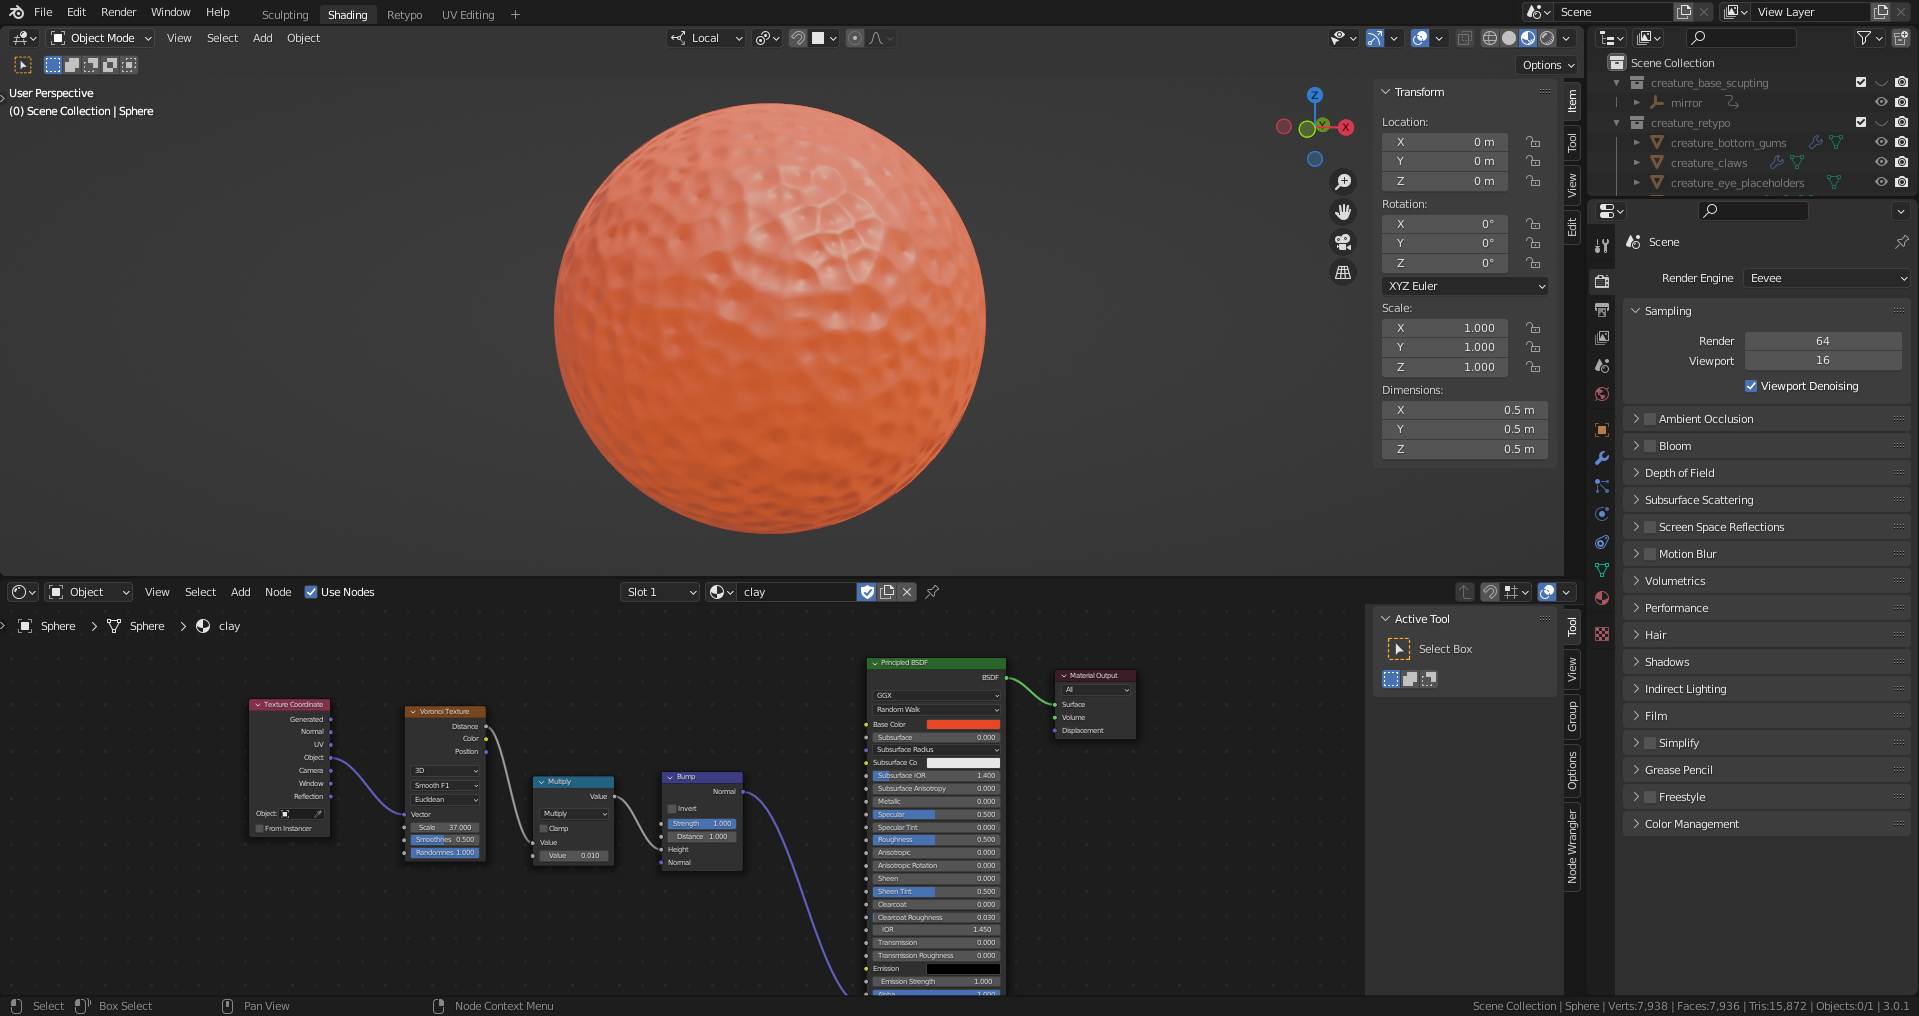 File Edit Render Window Help
Sculpting Shading Retypo UV Editing +
Scene
View Layer
Object Mode View Select Add Object
Local
Options
User Perspective
(0) Scene Collection | Sphere
Z
Y
X
Transform
Location:
X 0 m
Y 0 m
Z 0 m
Rotation:
X 0°
Y 0°
Z 0°
XYZ Euler
Scale:
X 1.000
Y 1.000
Z 1.000
Dimensions:
X 0.5 m
Y 0.5 m
Z 0.5 m
Item
Tool
View
Edit
Scene Collection
creature_base_scupting
mirror
creature_retypo
creature_bottom_gums
creature_claws
creature_eye_placeholders
Scene
Render Engine Eevee
Sampling
Render 64
Viewport 16
Viewport Denoising
Ambient Occlusion
Bloom
Depth of Field
Subsurface Scattering
Screen Space Reflections
Motion Blur
Volumetrics
Performance
Hair
Shadows
Indirect Lighting
Film
Simplify
Grease Pencil
Freestyle
Color Management
Object View Select Add Node Use Nodes
Slot 1
clay
Sphere > Sphere > clay
Texture Coordinate
Generated
Normal
UV
Object
Camera
Window
Reflection
Object:
From Instancer
Voronoi Texture
Distance
Color
Position
3D
Smooth F1
Euclidean
Vector
Scale 37.000
Smoothnes 0.500
Randomnes 1.000
Multiply
Value
Multiply
Clamp
Value
Value 0.010
Bump
Normal
Invert
Strength 1.000
Distance 1.000
Height
Normal
Principled BSDF
BSDF
GGX
Random Walk
Base Color
Subsurface 0.000
Subsurface Radius
Subsurface Co
Subsurface IOR 1.400
Subsurface Anisotropy 0.000
Metallic 0.000
Specular 0.500
Specular Tint 0.000
Roughness 0.500
Anisotropic 0.000
Anisotropic Rotation 0.000
Sheen 0.000
Sheen Tint 0.500
Clearcoat 0.000
Clearcoat Roughness 0.030
IOR 1.450
Transmission 0.000
Transmission Roughness 0.000
Emission
Emission Strength 1.000
Alpha 1.000
Material Output
All
Surface
Volume
Displacement
Active Tool
Select Box
Tool
View
Group
Options
Node Wrangler
Select Box Select Pan View Node Context Menu
Scene Collection | Sphere | Verts:7,938 | Faces:7,936 | Tris:15,872 | Objects:0/1 | 3.0.1